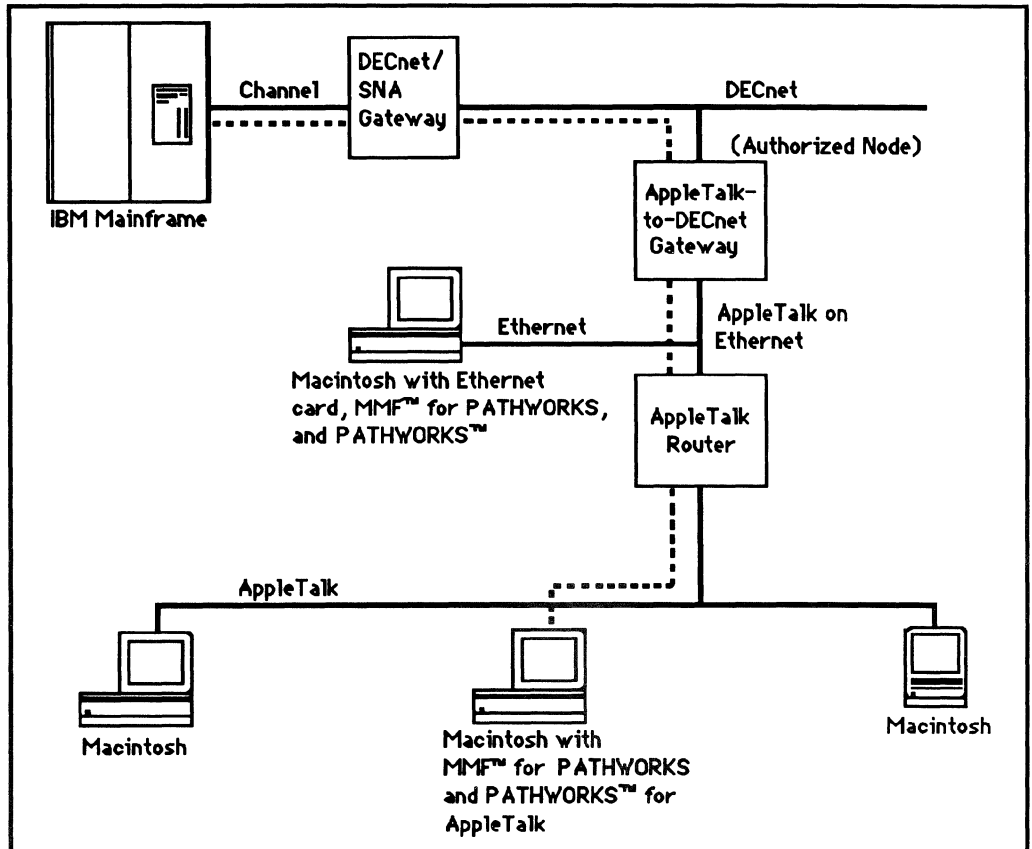 DECnet/
SNA
Gateway
Channel
DECnet
(Authorized Node)
IBM Mainframe
AppleTalk-
to-DECnet
Gateway
Ethernet
AppleTalk on
Ethernet
Macintosh with Ethernet
card, MMF™ for PATHWORKS,
and PATHWORKS™
AppleTalk
Router
AppleTalk
Macintosh
Macintosh with
MMF™ for PATHWORKS
and PATHWORKS™ for
AppleTalk
Macintosh